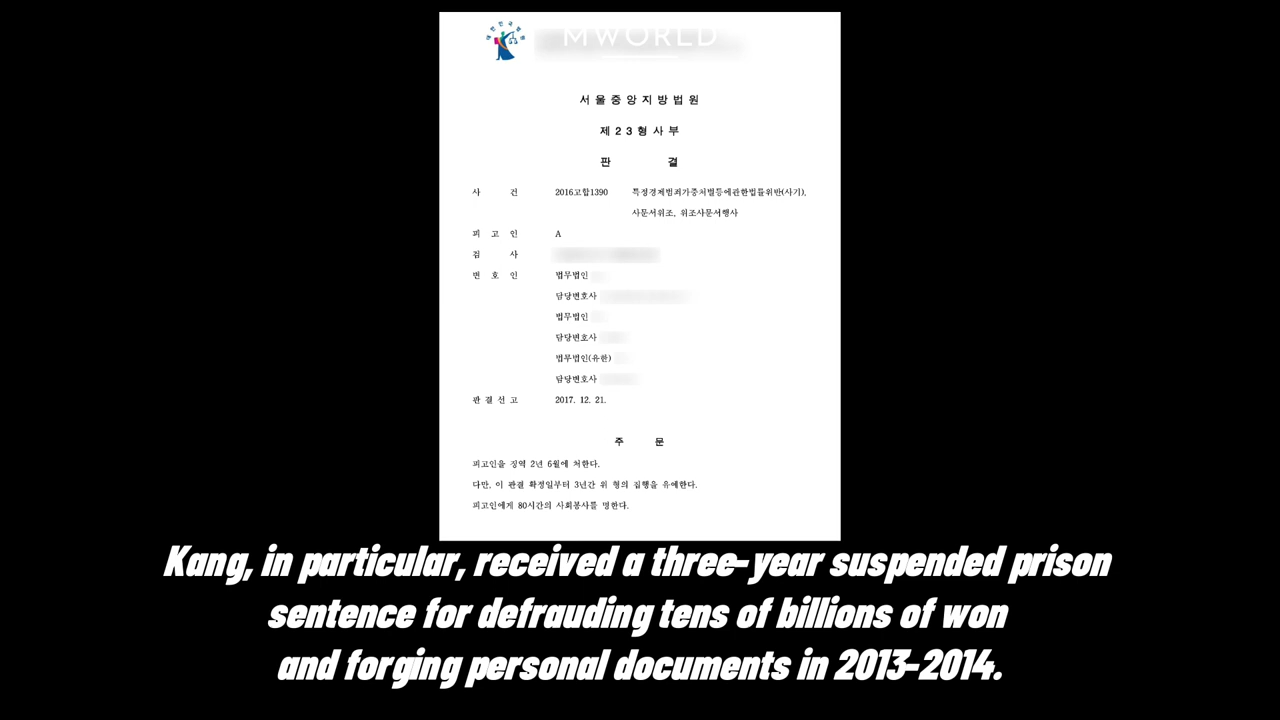 MWORLD
대한민국법원
서울중앙지방법원
제23형사부
판 결
사 건 2016고합1390 특정경제범죄가중처벌등에관한법률위반(사기),
사문서위조, 위조사문서행사
피 고 인 A
검 사
변 호 인 법무법인
담당변호사
법무법인
담당변호사
법무법인(유한)
담당변호사
판 결 선 고 2017. 12. 21.
주 문
피고인을 징역 2년 6월에 처한다.
다만, 이 판결 확정일부터 3년간 위 형의 집행을 유예한다.
피고인에게 80시간의 사회봉사를 명한다.
Kang, in particular, received a three-year suspended prison
sentence for defrauding tens of billions of won
and forging personal documents in 2013-2014.